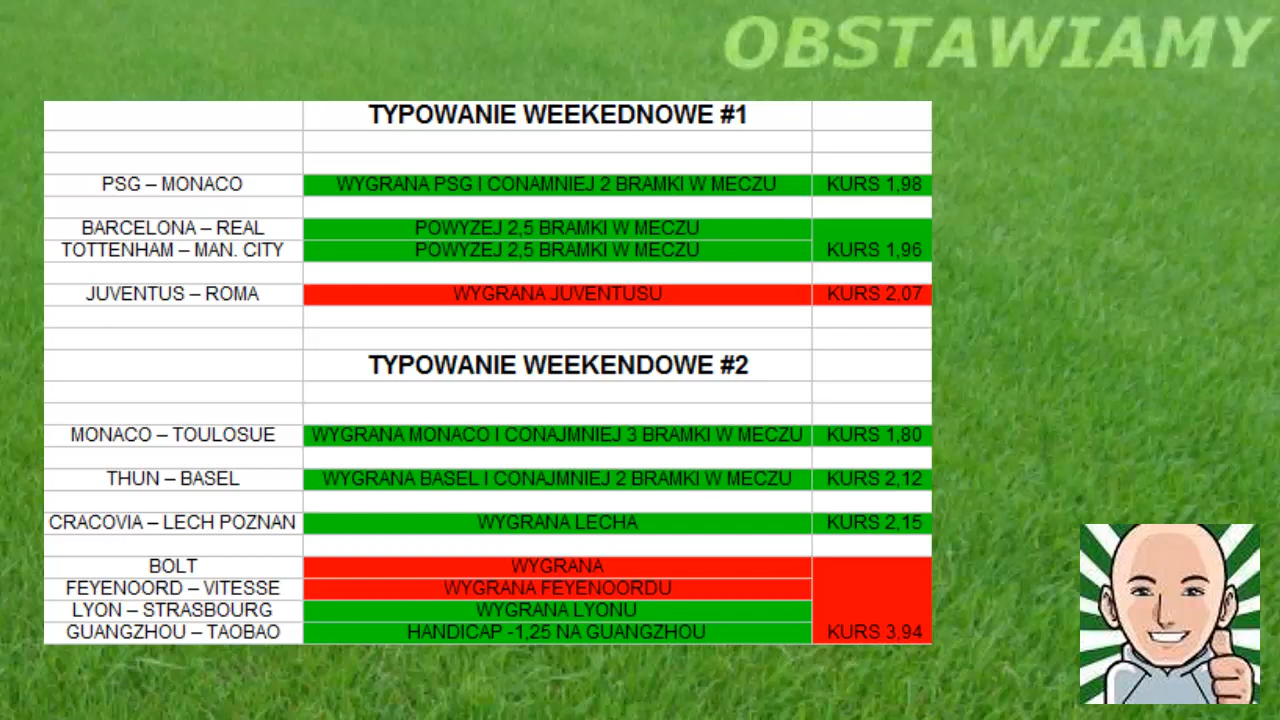 OBSTAWIAMY
TYPOWANIE WEEKEDNOWE #1
PSG – MONACO WYGRANA PSG I CONAMNIEJ 2 BRAMKI W MECZU KURS 1,98
BARCELONA – REAL POWYZEJ 2,5 BRAMKI W MECZU
TOTTENHAM – MAN. CITY POWYZEJ 2,5 BRAMKI W MECZU KURS 1,96
JUVENTUS – ROMA WYGRANA JUVENTUSU KURS 2,07
TYPOWANIE WEEKENDOWE #2
MONACO – TOULOSUE WYGRANA MONACO I CONAJMNIEJ 3 BRAMKI W MECZU KURS 1,80
THUN – BASEL WYGRANA BASEL I CONAJMNIEJ 2 BRAMKI W MECZU KURS 2,12
CRACOVIA – LECH POZNAN WYGRANA LECHA KURS 2,15
BOLT WYGRANA
FEYENOORD – VITESSE WYGRANA FEYENOORDU
LYON – STRASBOURG WYGRANA LYONU
GUANGZHOU – TAOBAO HANDICAP -1,25 NA GUANGZHOU KURS 3,94